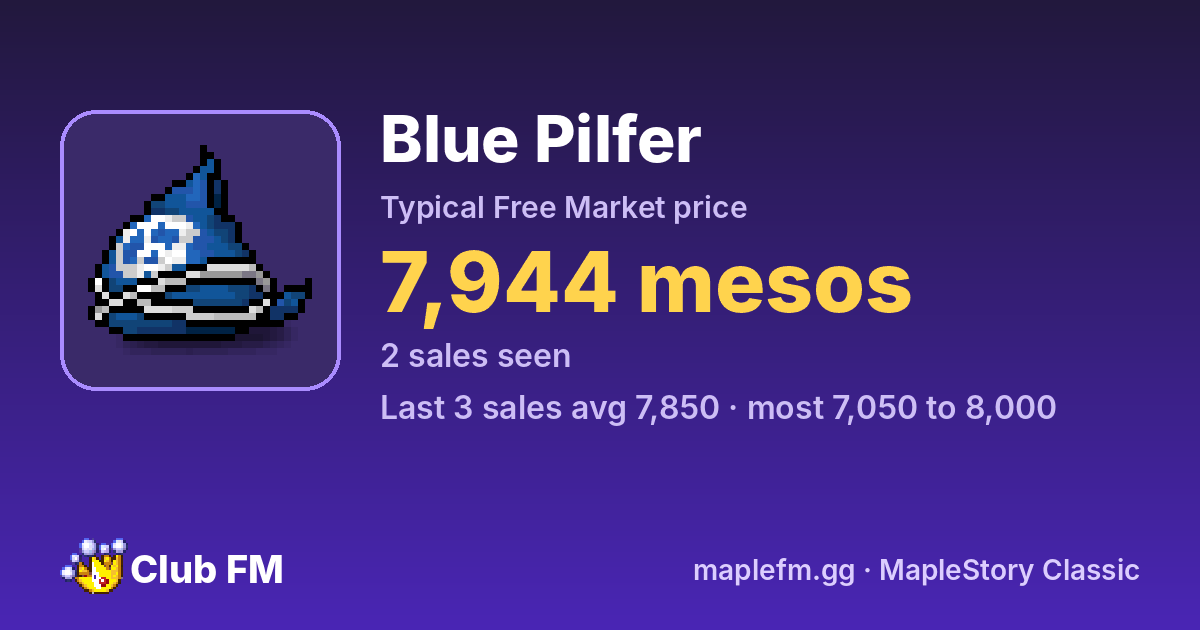 Blue Pilfer
Typical Free Market price
7,944 mesos
2 sales seen
Last 3 sales avg 7,850 · most 7,050 to 8,000
Club FM
maplefm.gg · MapleStory Classic